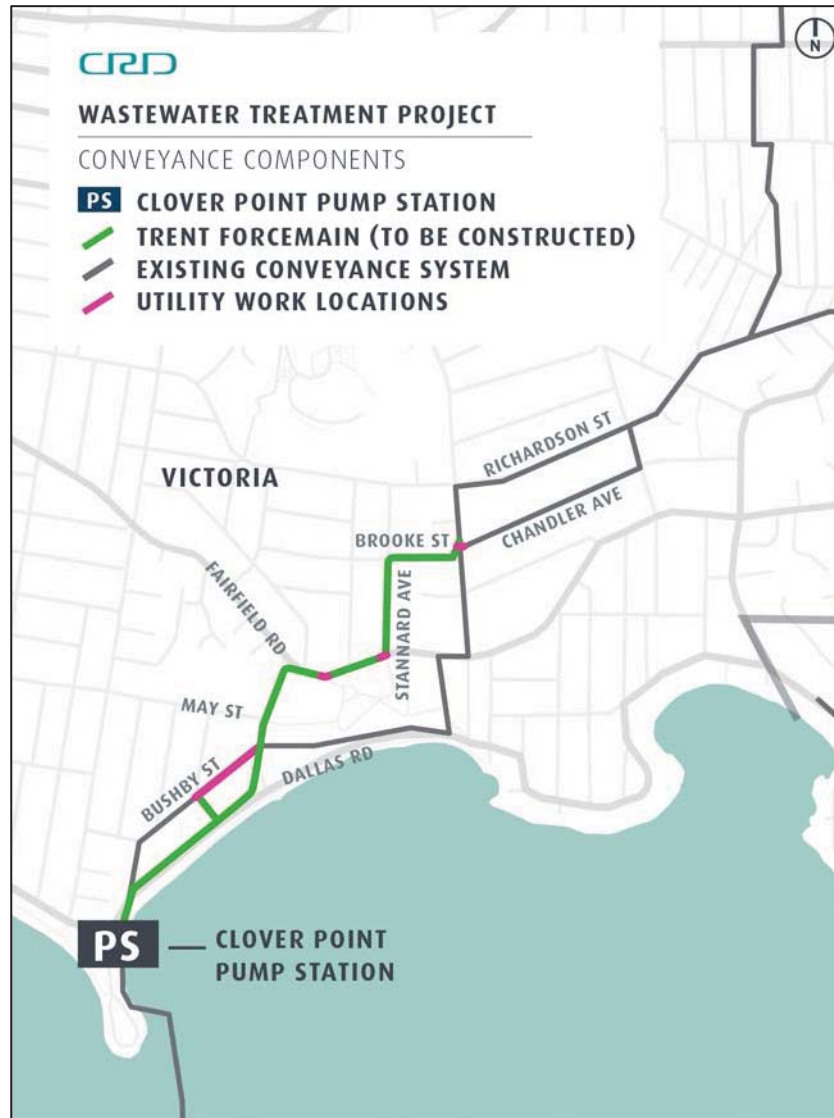 CRD
WASTEWATER TREATMENT PROJECT
CONVEYANCE COMPONENTS
PS CLOVER POINT PUMP STATION
TRENT FORCEMAIN (TO BE CONSTRUCTED)
EXISTING CONVEYANCE SYSTEM
UTILITY WORK LOCATIONS
N
RICHARDSON ST
VICTORIA
CHANDLER AVE
BROOKE ST
FAIRFIELD RD
STANNARD AVE
MAY ST
BUSHBY ST
DALLAS RD
PS
CLOVER POINT
PUMP STATION